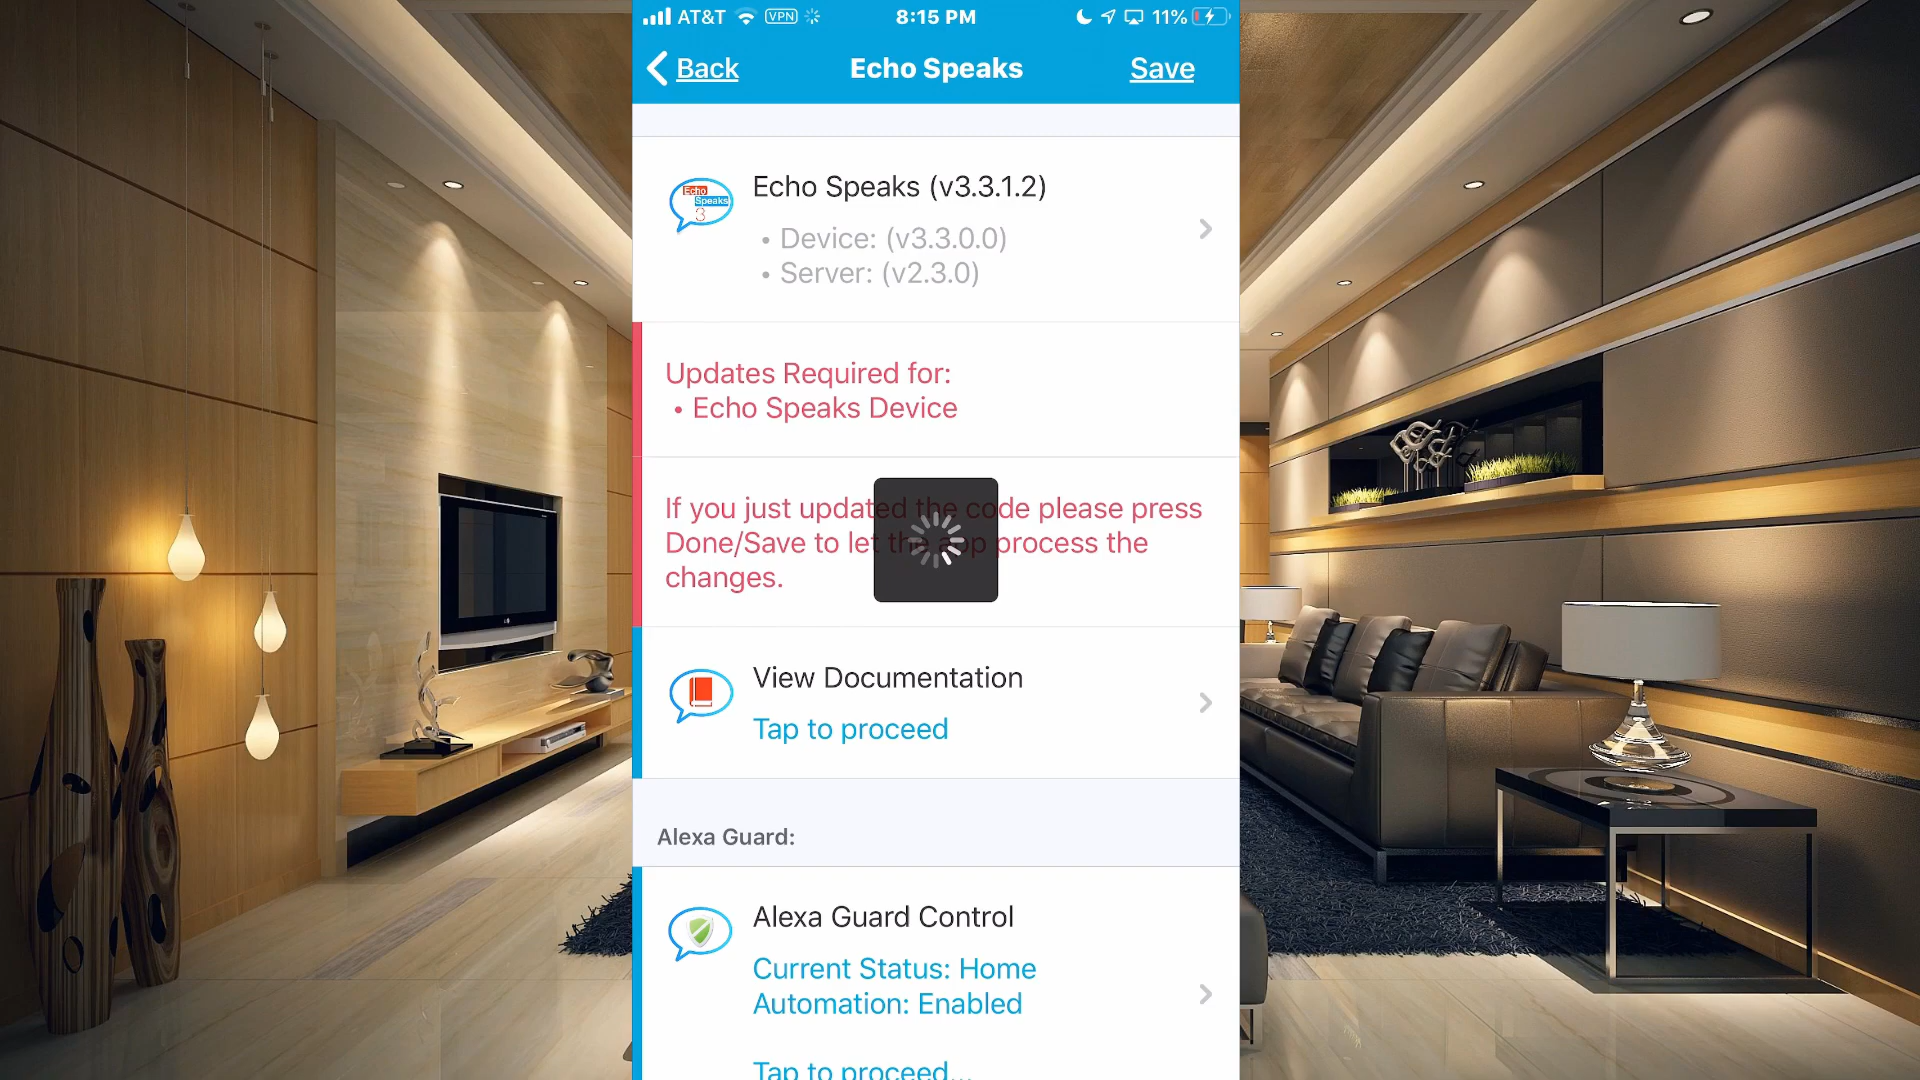 AT&T VPN 8:15 PM 11%
Back Echo Speaks Save
Echo
Speaks
3
Echo Speaks (v3.3.1.2)
• Device: (v3.3.0.0)
• Server: (v2.3.0)
Updates Required for:
• Echo Speaks Device
If you just updated the code please press
Done/Save to let the app process the
changes.
View Documentation
Tap to proceed
Alexa Guard:
Alexa Guard Control
Current Status: Home
Automation: Enabled
Tap to proceed...